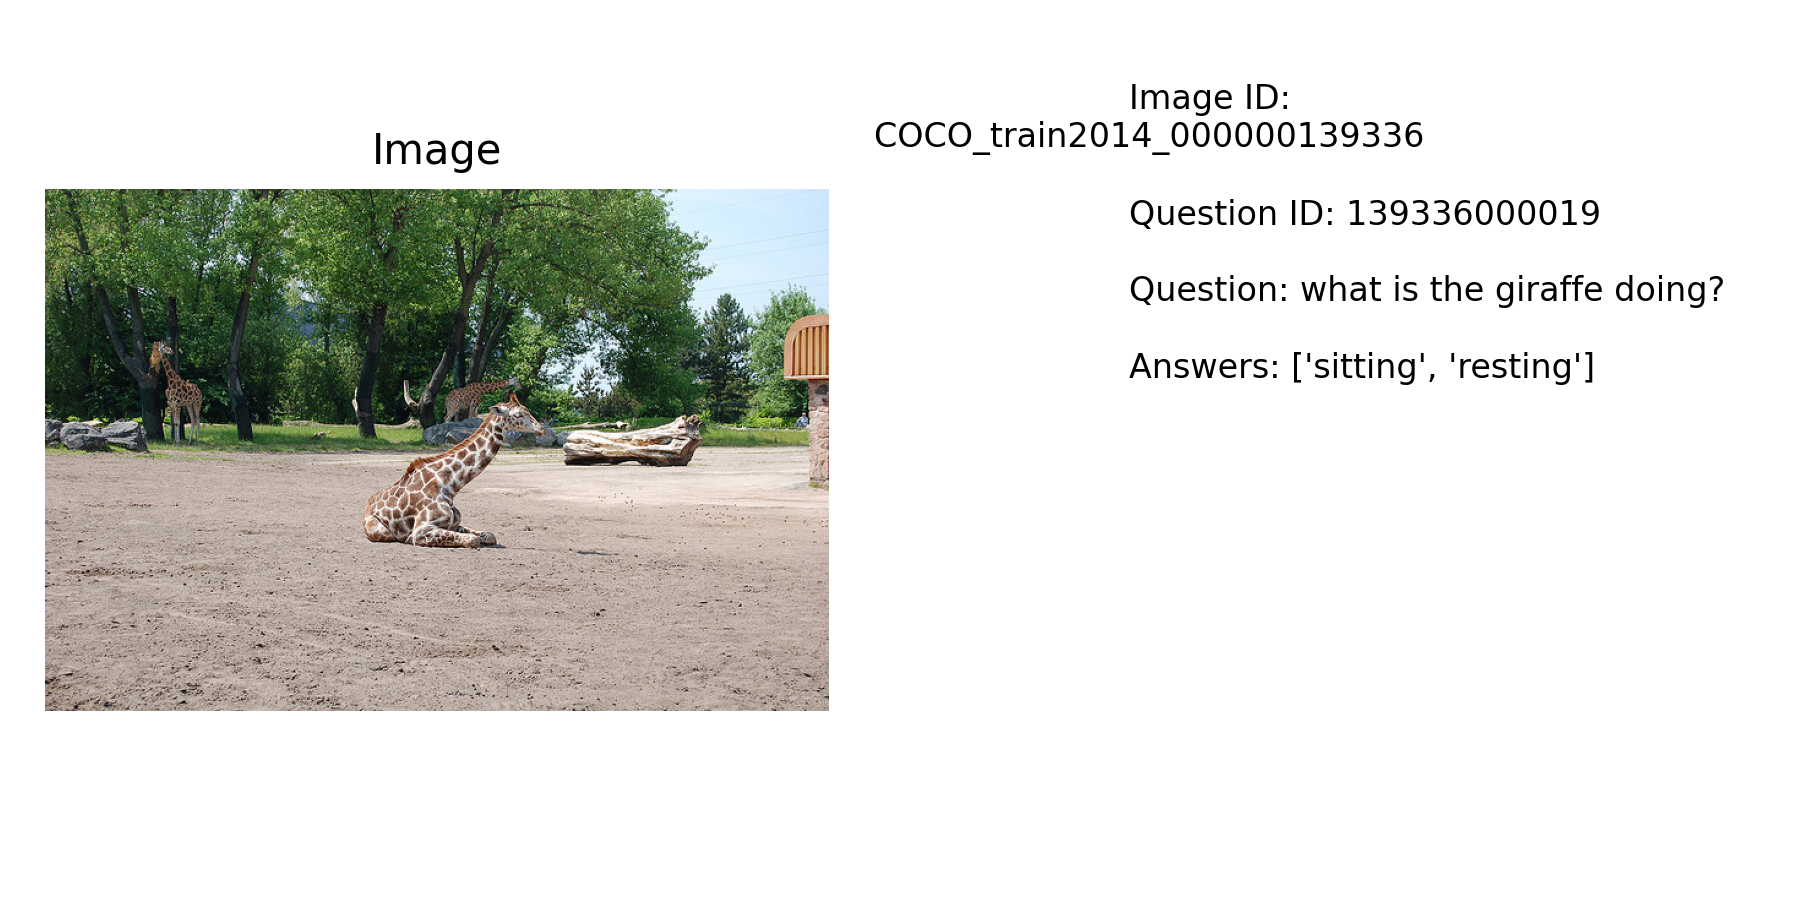 Image
Image ID:
COCO_train2014_000000139336
Question ID: 139336000019
Question: what is the giraffe doing?
Answers: ['sitting', 'resting']